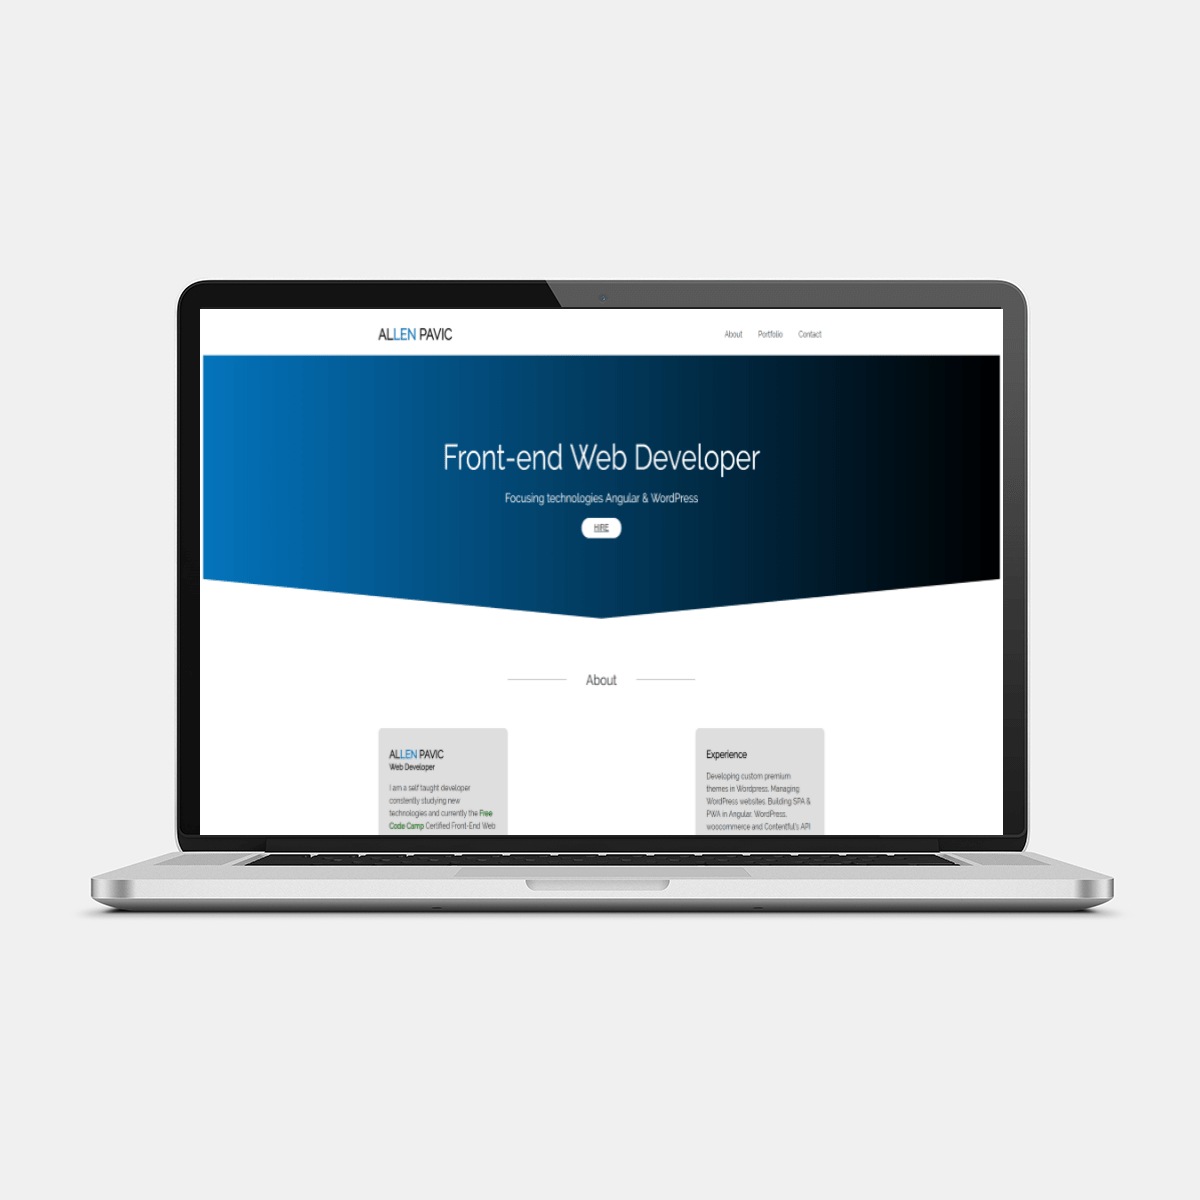 ALLEN PAVIC
About Portfolio Contact
Front-end Web Developer
Focusing technologies Angular & WordPress
HIRE
About
ALLEN PAVIC
Web Developer
I am a self taught developer
constently studying new
technologies and currently the Free
Code Camp Certified Front-End Web
Experience
Developing custom premium
themes in Wordpress. Managing
WordPress websites. Building SPA &
PWA in Angular. WordPress,
woocommerce and Contentful's API